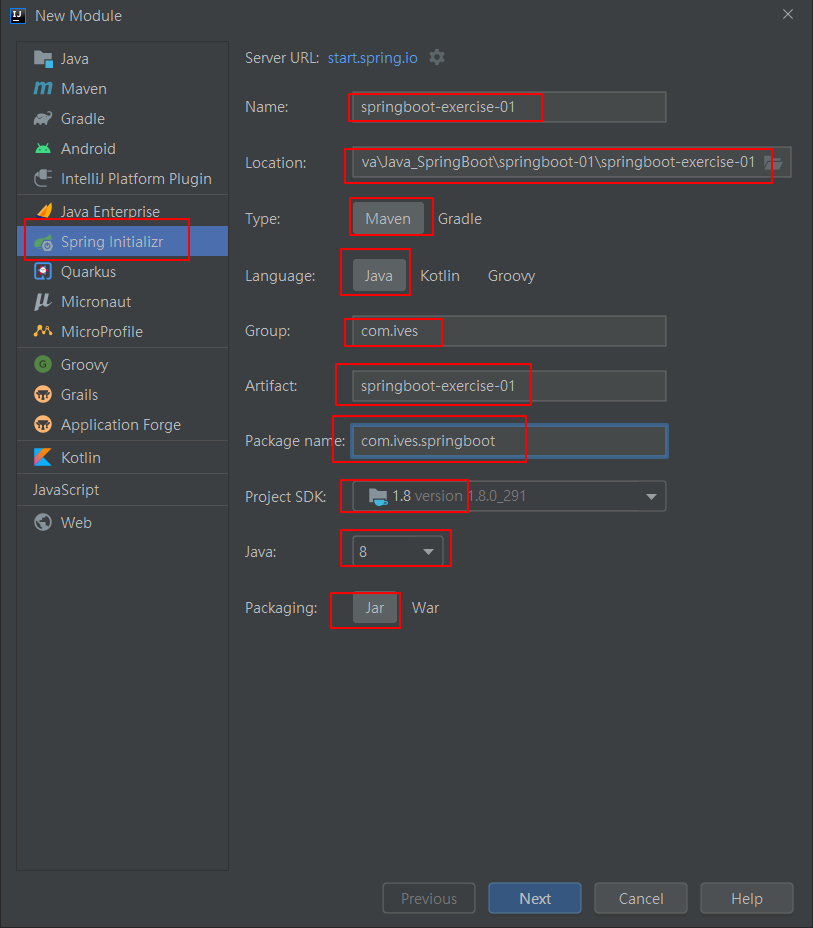 New Module
Java
Maven
Gradle
Android
IntelliJ Platform Plugin
Java Enterprise
Spring Initializr
Quarkus
Micronaut
MicroProfile
Groovy
Grails
Application Forge
Kotlin
JavaScript
Web
Server URL: start.spring.io
Name: springboot-exercise-01
Location: va\Java_SpringBoot\springboot-01\springboot-exercise-01
Type: Maven Gradle
Language: Java Kotlin Groovy
Group: com.ives
Artifact: springboot-exercise-01
Package name: com.ives.springboot
Project SDK: 1.8 version 1.8.0_291
Java: 8
Packaging: Jar War
Previous Next Cancel Help